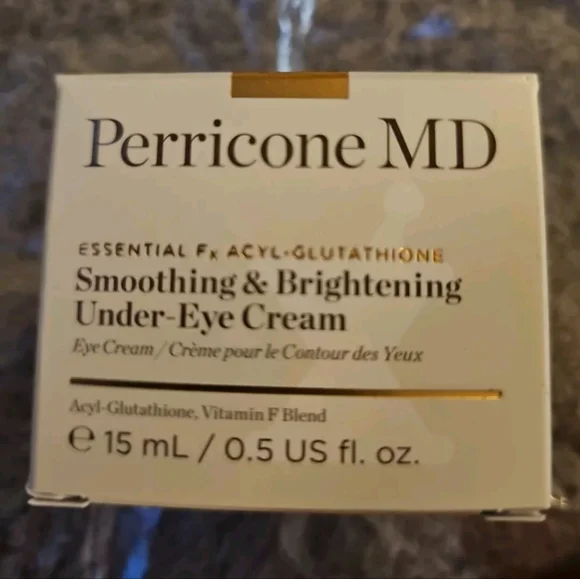 Perricone MD
ESSENTIAL Fx ACYL-GLUTATHIONE
Smoothing & Brightening
Under-Eye Cream
Eye Cream / Crème pour le Contour des Yeux
Acyl-Glutathione, Vitamin F Blend
℮ 15 mL / 0.5 US fl. oz.